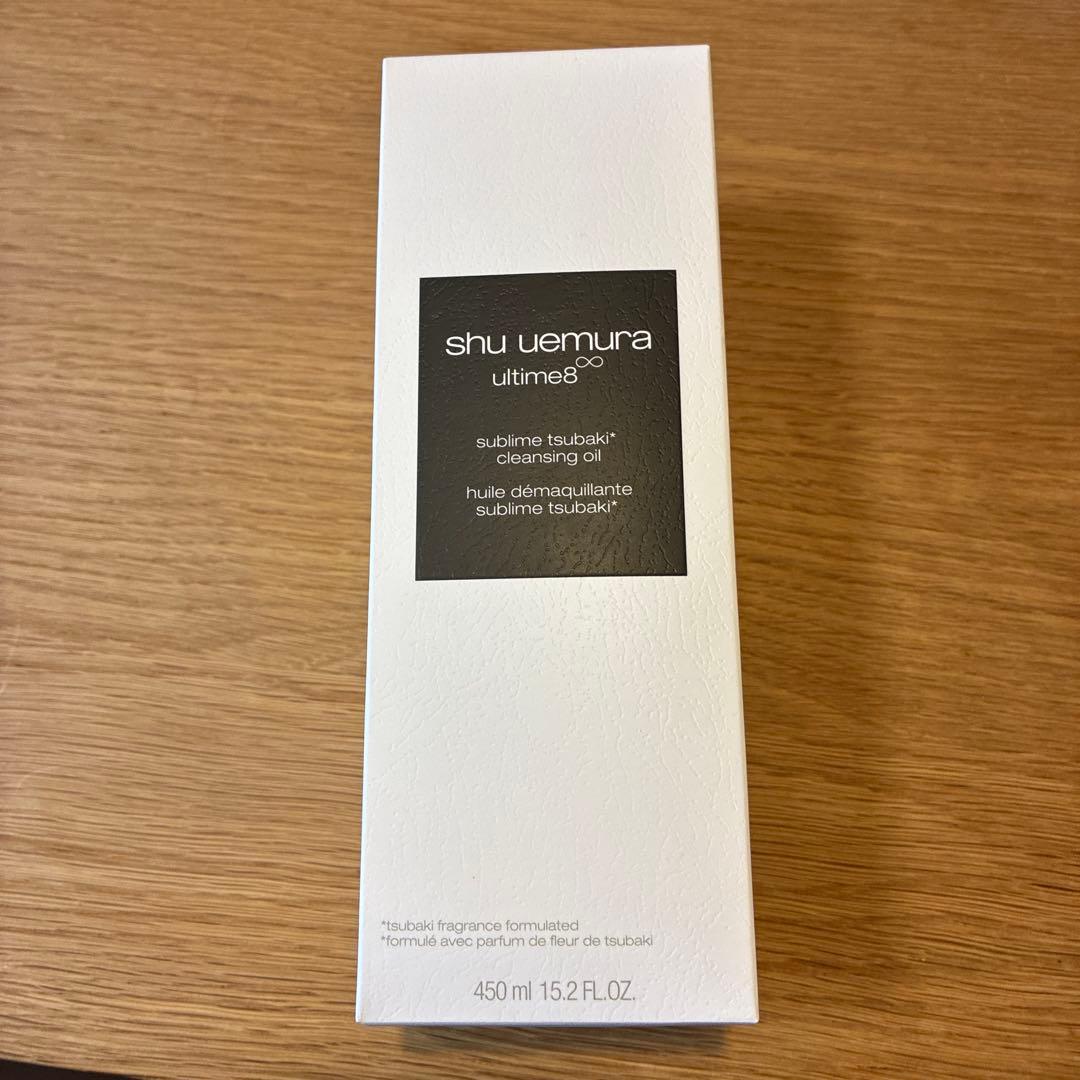 shu uemura
ultime8∞
sublime tsubaki*
cleansing oil
huile démaquillante
sublime tsubaki*
*tsubaki fragrance formulated
*formulé avec parfum de fleur de tsubaki
450 ml 15.2 FL.OZ.